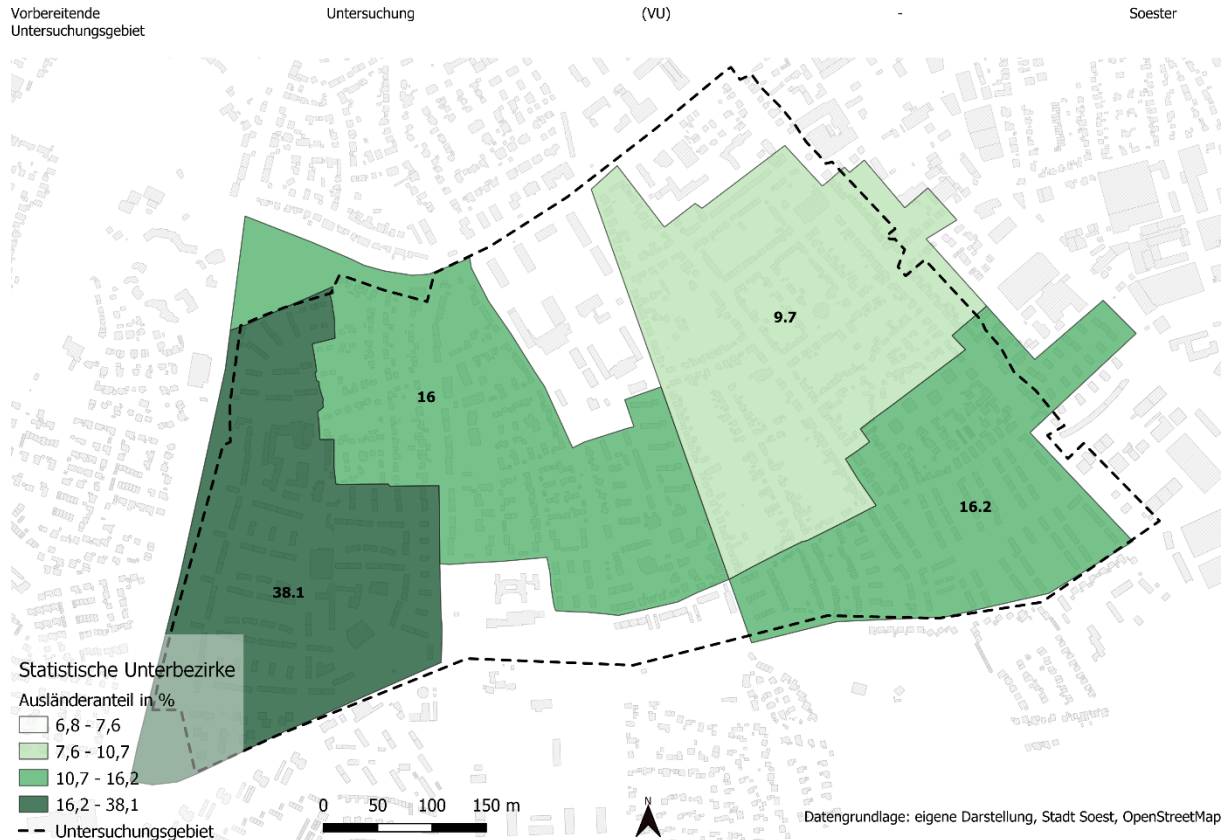 Vorbereitende Untersuchung (VU) - Soester
Untersuchungsgebiet
9.7
16
16.2
38.1
Statistische Unterbezirke
Ausländeranteil in %
6,8 - 7,6
7,6 - 10,7
10,7 - 16,2
16,2 - 38,1
Untersuchungsgebiet
0 50 100 150 m
N
Datengrundlage: eigene Darstellung, Stadt Soest, OpenStreetMap